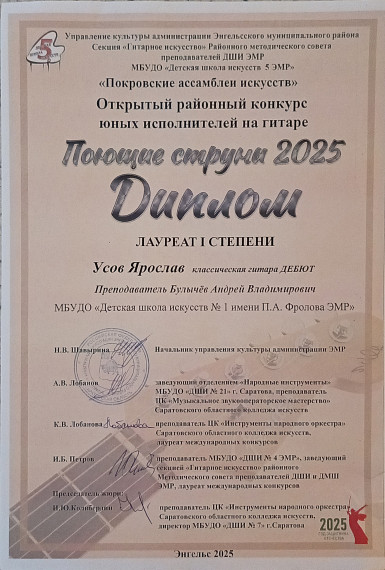 Управление культуры администрации Энгельсского муниципального района
Секция «Гитарное искусство» Районного методического совета
преподавателей ДШИ ЭМР
МБУДО «Детская школа искусств 5 ЭМР»
«Покровские ассамблеи искусств»
Открытый районный конкурс
юных исполнителей на гитаре
Поющие струны 2025
Диплом
ЛАУРЕАТ I СТЕПЕНИ
Усов Ярослав классическая гитара ДЕБЮТ
Преподаватель Булычёв Андрей Владимирович
МБУДО «Детская школа искусств № 1 имени П.А. Фролова ЭМР»
Н.В. Шавырина Начальник управления культуры администрации ЭМР
А.В. Лобанов заведующий отделением «Народные инструменты»
МБУДО «ДШИ № 21» г. Саратова, преподаватель
ЦК «Музыкальное звукооператорское мастерство»
Саратовского областного колледжа искусств
К.В. Лобанова преподаватель ЦК «Инструменты народного оркестра»
Саратовского областного колледжа искусств,
лауреат международных конкурсов
И.Б. Петров преподаватель МБУДО «ДШИ № 4 ЭМР», заведующий
секцией «Гитарное искусство» районного
Методического совета преподавателей ДШИ и ДМШ
ЭМР, лауреат международных конкурсов
Председатель жюри:
преподаватель ЦК «Инструменты народного оркестра»
Саратовского областного колледжа искусств,
директор МБУДО «ДШИ № 7» г.Саратова
2025
Энгельс 2025